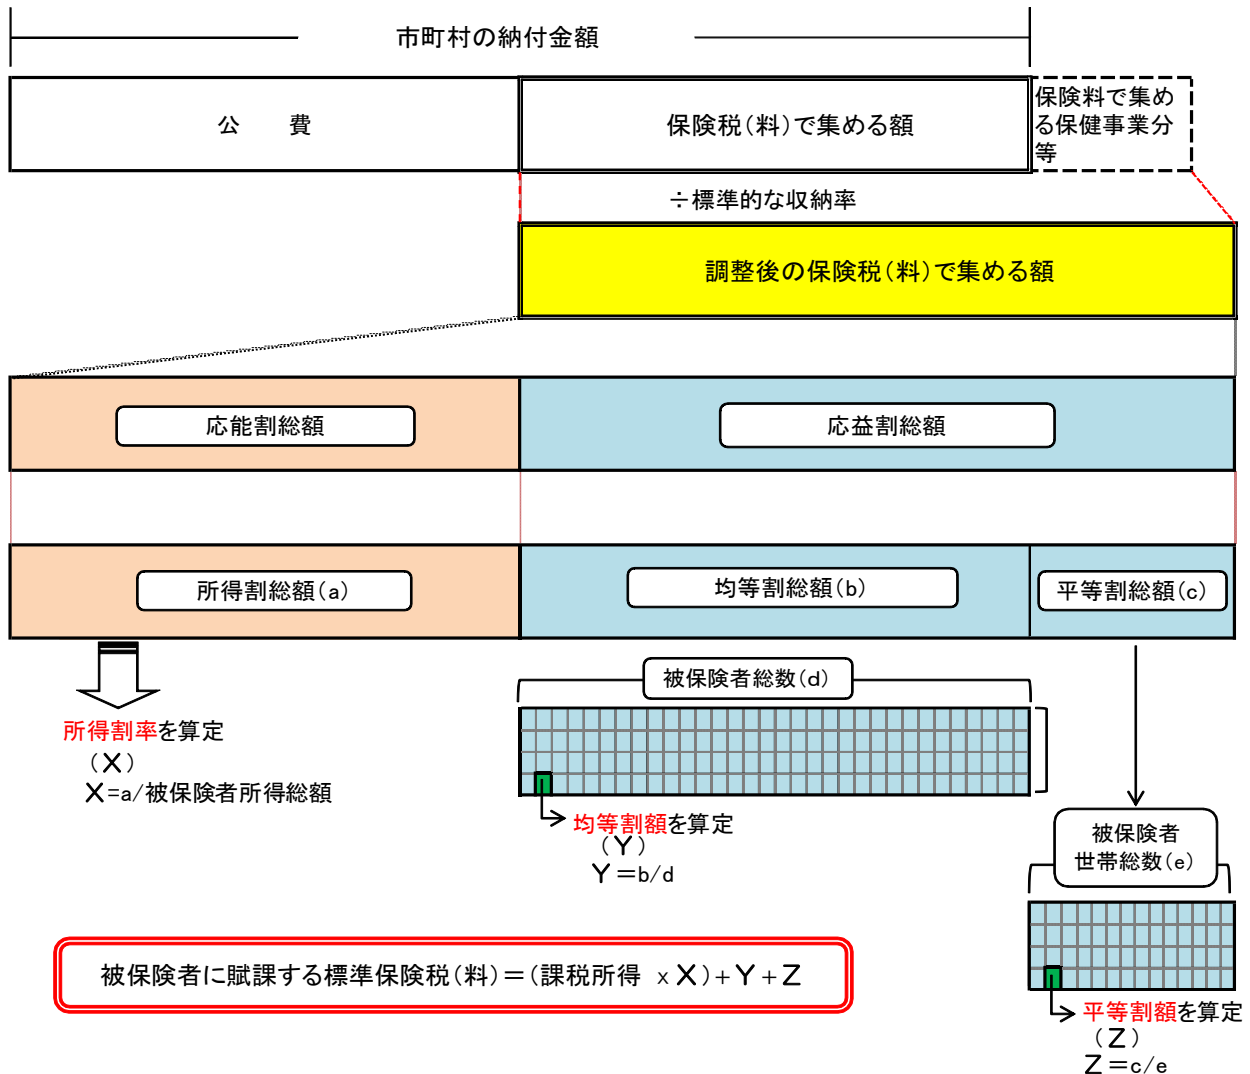 市町村の納付金額
公　　費
保険税（料）で集める額
保険料で集め
る保健事業分
等
÷標準的な収納率
調整後の保険税（料）で集める額
応能割総額
応益割総額
所得割総額（a）
均等割総額（b）
平等割総額（c）
被保険者総数（d）
所得割率を算定
（X）
X=a/被保険者所得総額
均等割額を算定
（Y）
Y＝b/d
被保険者
世帯総数（e）
被保険者に賦課する標準保険税（料）＝（課税所得 x X）+Y+Z
平等割額を算定
（Z）
Z＝c/e